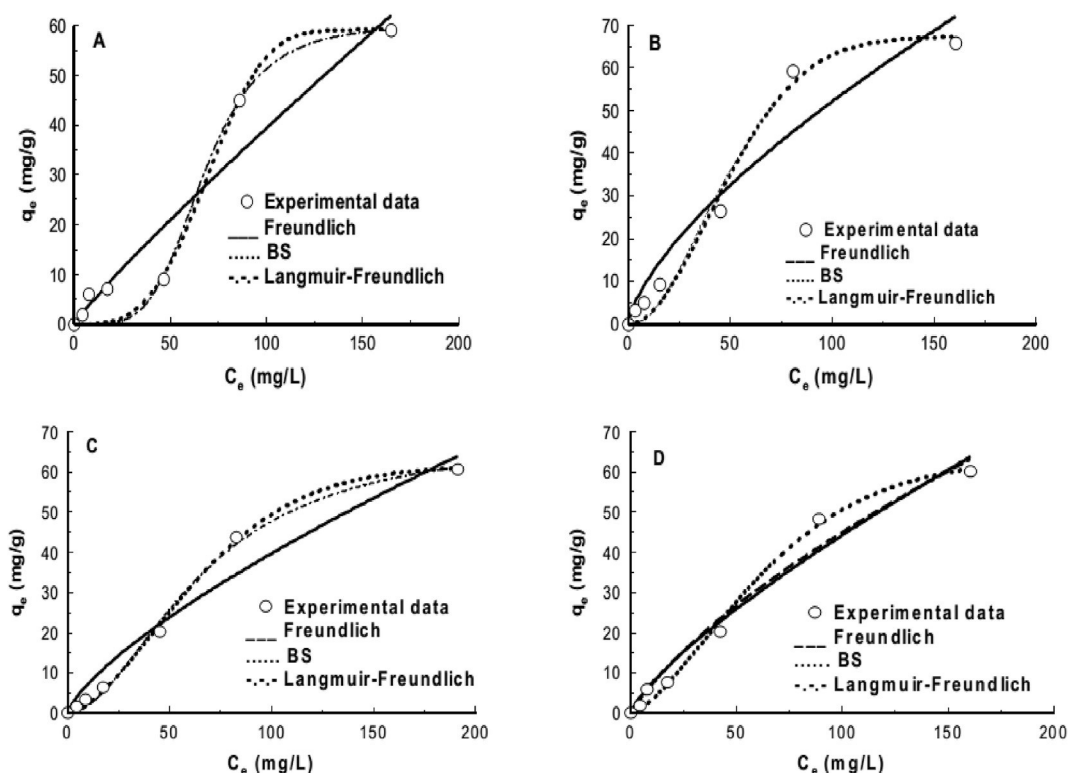 A
60
50
40
30
20
10
0
qe (mg/g)
Experimental data
Freundlich
BS
Langmuir-Freundlich
0 50 100 150 200
Ce (mg/L)
B
80
70
60
50
40
30
20
10
0
qe (mg/g)
Experimental data
Freundlich
BS
Langmuir-Freundlich
0 50 100 150 200
Ce (mg/L)
C
70
60
50
40
30
20
10
0
qe (mg/g)
Experimental data
Freundlich
BS
Langmuir-Freundlich
0 50 100 150 200
Ce (mg/L)
D
70
60
50
40
30
20
10
0
qe (mg/g)
Experimental data
Freundlich
BS
Langmuir-Freundlich
0 50 100 150 200
Ce (mg/L)